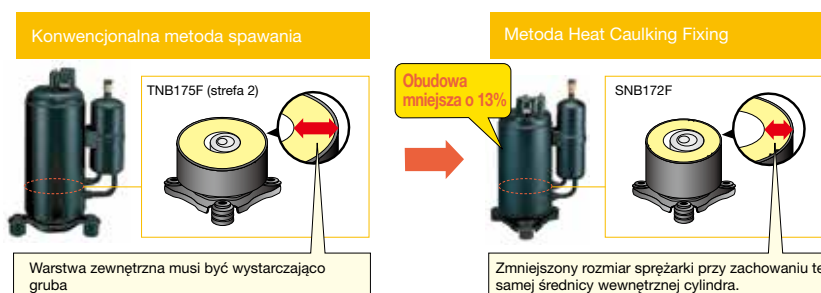 Konwencjonalna metoda spawania
Metoda Heat Caulking Fixing
TNB175F (strefa 2)
Obudowa
mniejsza o 13%
SNB172F
Warstwa zewnętrzna musi być wystarczająco
gruba
Zmniejszony rozmiar sprężarki przy zachowaniu te
samej średnicy wewnętrznej cylindra.